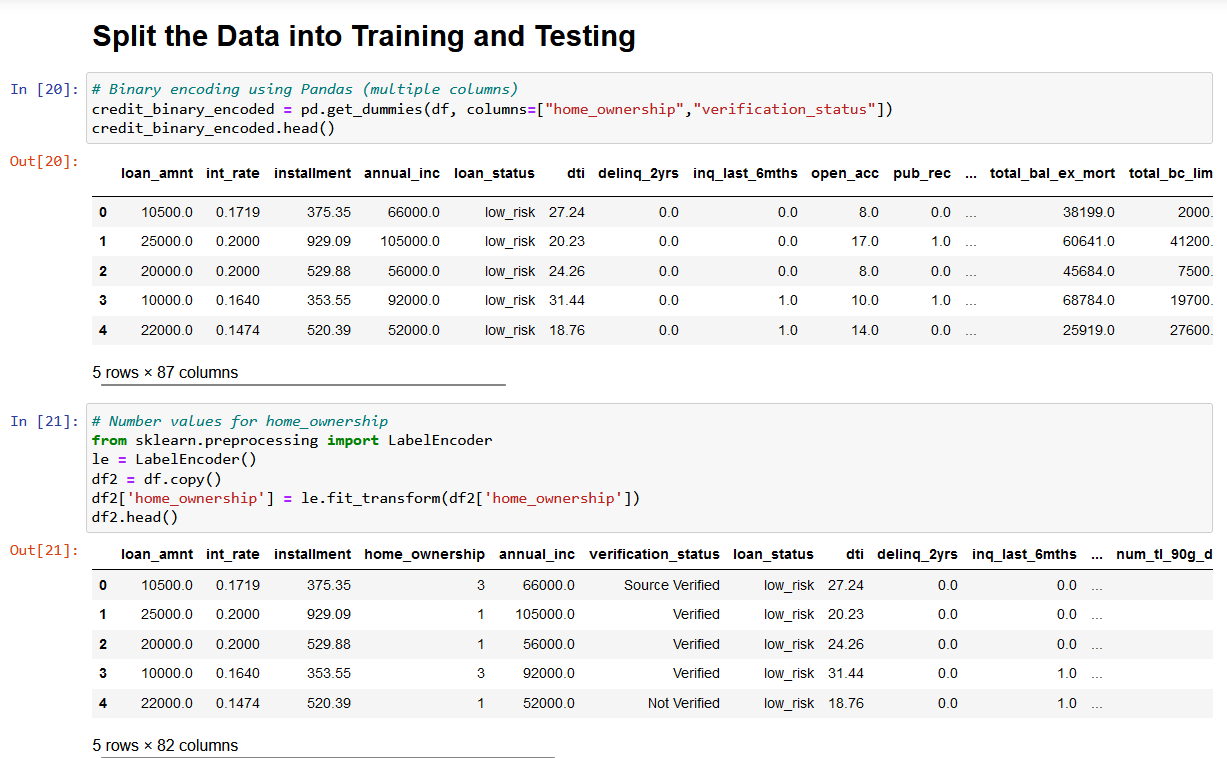 Split the Data into Training and Testing
In [20]: # Binary encoding using Pandas (multiple columns)
credit_binary_encoded = pd.get_dummies(df, columns=["home_ownership","verification_status"])
credit_binary_encoded.head()
Out[20]:
loan_amnt int_rate installment annual_inc loan_status dti delinq_2yrs inq_last_6mths open_acc pub_rec ... total_bal_ex_mort total_bc_lim
0 10500.0 0.1719 375.35 66000.0 low_risk 27.24 0.0 0.0 8.0 0.0 ... 38199.0 2000.
1 25000.0 0.2000 929.09 105000.0 low_risk 20.23 0.0 0.0 17.0 1.0 ... 60641.0 41200.
2 20000.0 0.2000 529.88 56000.0 low_risk 24.26 0.0 0.0 8.0 0.0 ... 45684.0 7500.
3 10000.0 0.1640 353.55 92000.0 low_risk 31.44 0.0 1.0 10.0 1.0 ... 68784.0 19700.
4 22000.0 0.1474 520.39 52000.0 low_risk 18.76 0.0 1.0 14.0 0.0 ... 25919.0 27600.
5 rows × 87 columns
In [21]: # Number values for home_ownership
from sklearn.preprocessing import LabelEncoder
le = LabelEncoder()
df2 = df.copy()
df2['home_ownership'] = le.fit_transform(df2['home_ownership'])
df2.head()
Out[21]:
loan_amnt int_rate installment home_ownership annual_inc verification_status loan_status dti delinq_2yrs inq_last_6mths ... num_tl_90g_d
0 10500.0 0.1719 375.35 3 66000.0 Source Verified low_risk 27.24 0.0 0.0 ...
1 25000.0 0.2000 929.09 1 105000.0 Verified low_risk 20.23 0.0 0.0 ...
2 20000.0 0.2000 529.88 1 56000.0 Verified low_risk 24.26 0.0 0.0 ...
3 10000.0 0.1640 353.55 3 92000.0 Verified low_risk 31.44 0.0 1.0 ...
4 22000.0 0.1474 520.39 1 52000.0 Not Verified low_risk 18.76 0.0 1.0 ...
5 rows × 82 columns